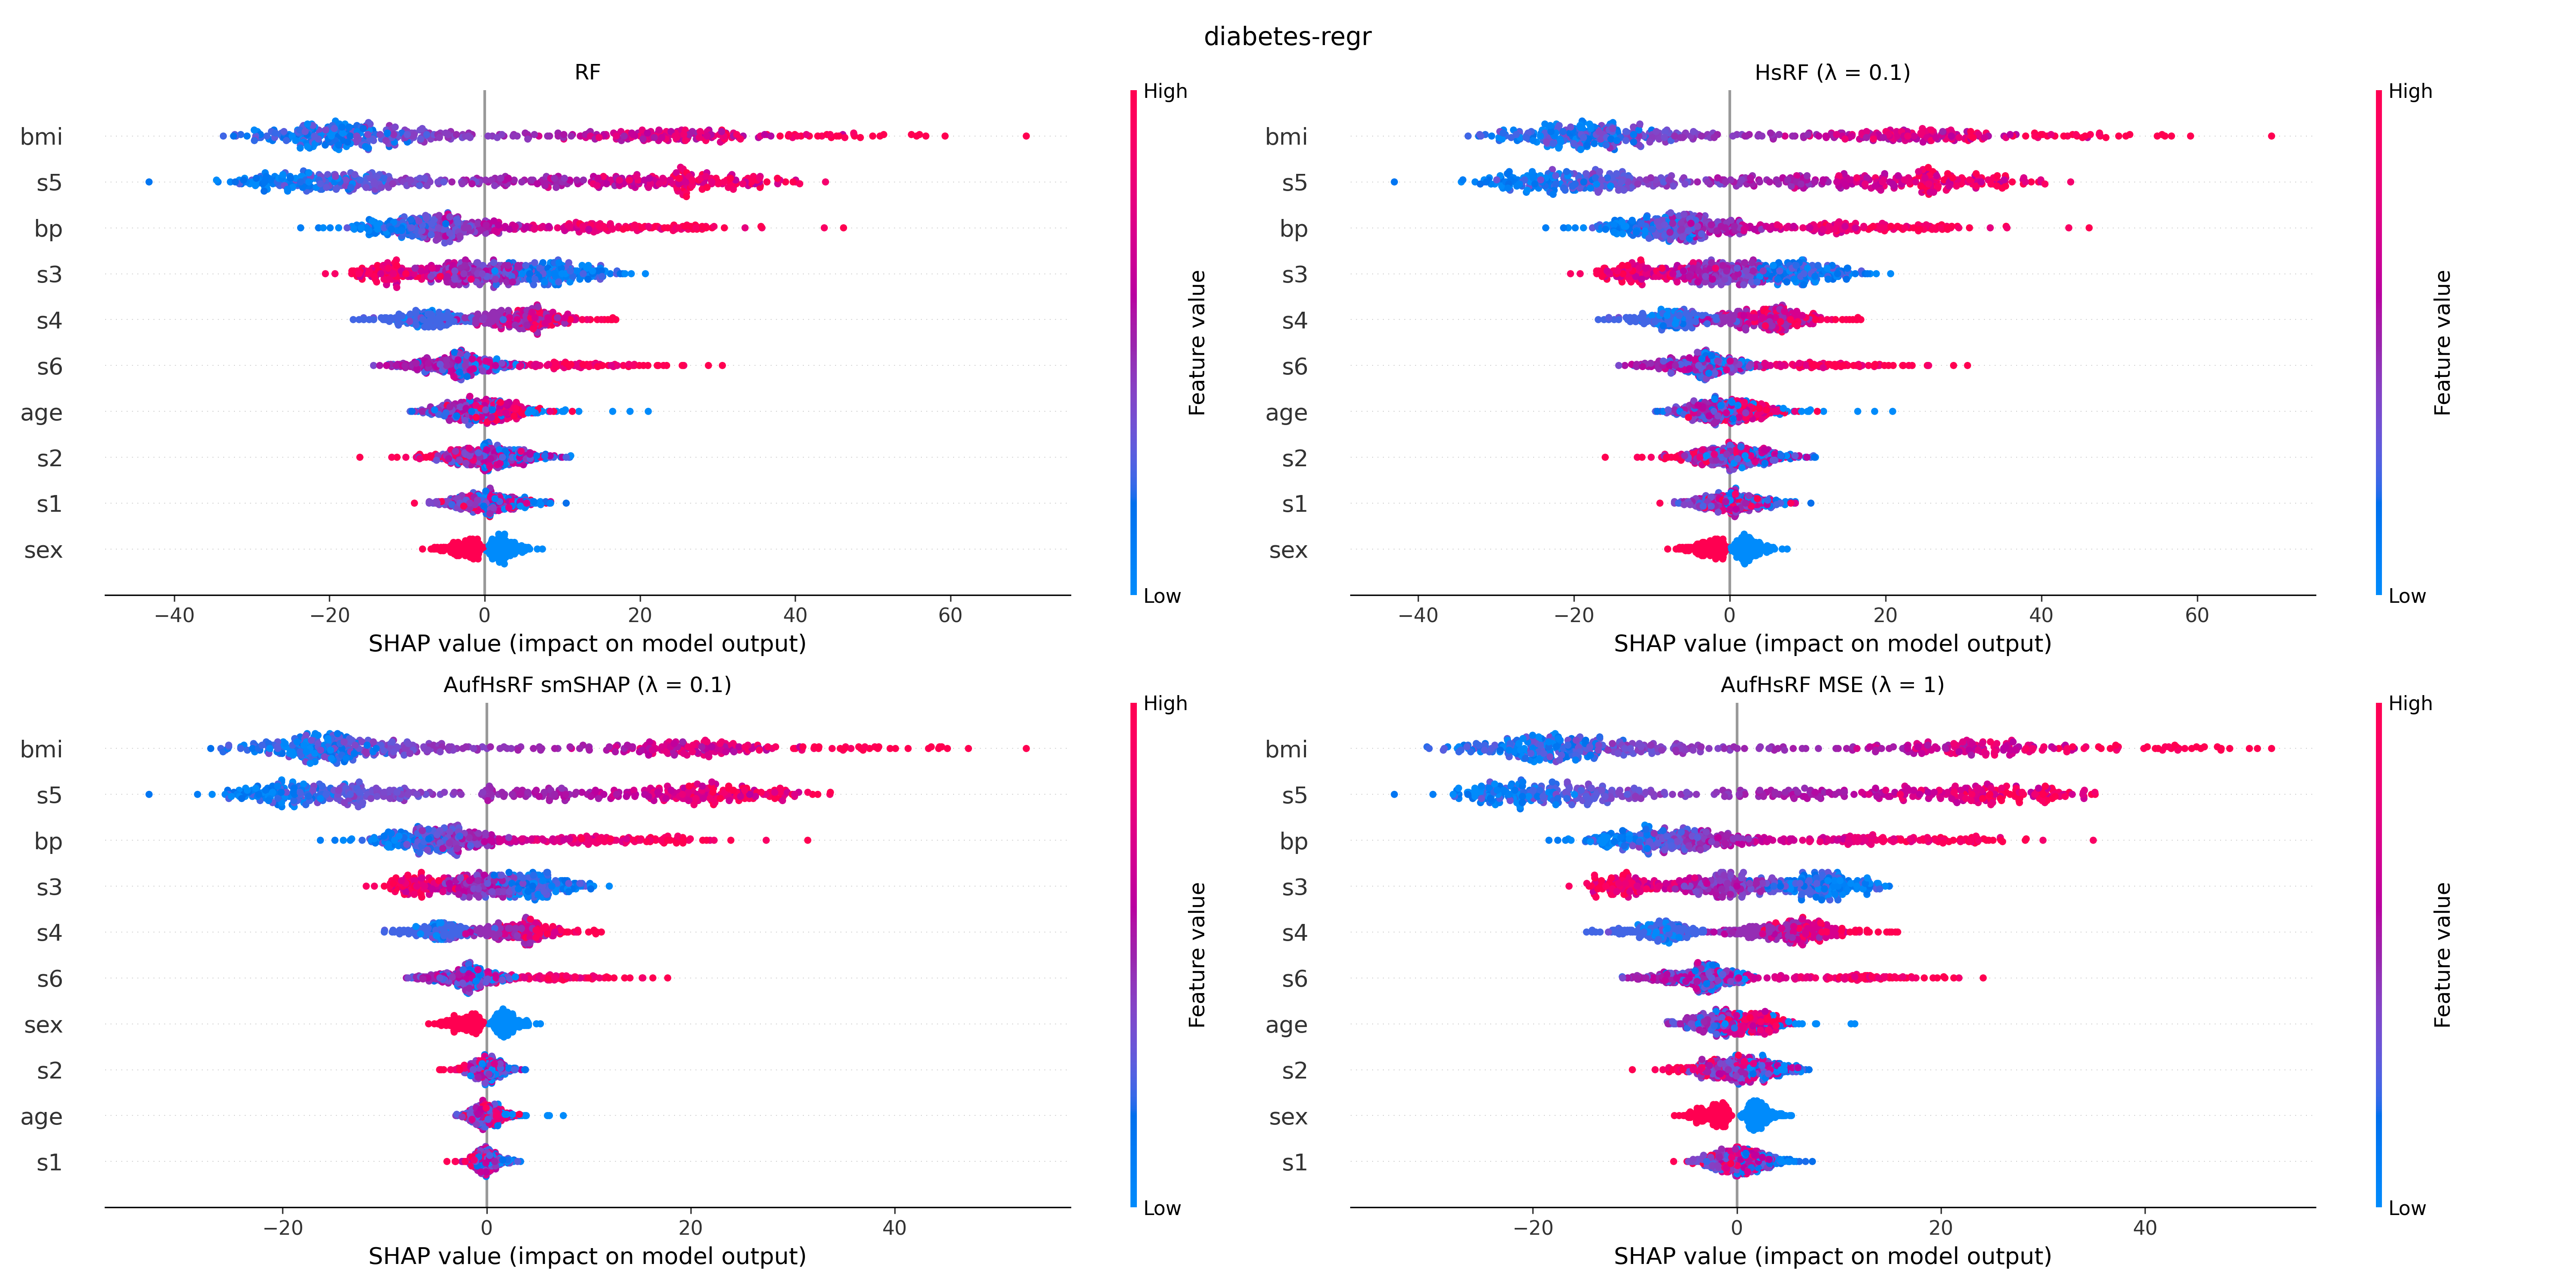 diabetes-regr
RF
High
bmi
s5
bp
s3
s4
s6
age
s2
s1
sex
Feature value
Low
−40 −20 0 20 40 60
SHAP value (impact on model output)
HsRF (λ = 0.1)
High
bmi
s5
bp
s3
s4
s6
age
s2
s1
sex
Feature value
Low
−40 −20 0 20 40 60
SHAP value (impact on model output)
AufHsRF smSHAP (λ = 0.1)
High
bmi
s5
bp
s3
s4
s6
sex
s2
age
s1
Feature value
Low
−20 0 20 40
SHAP value (impact on model output)
AufHsRF MSE (λ = 1)
High
bmi
s5
bp
s3
s4
s6
age
s2
sex
s1
Feature value
Low
−20 0 20 40
SHAP value (impact on model output)